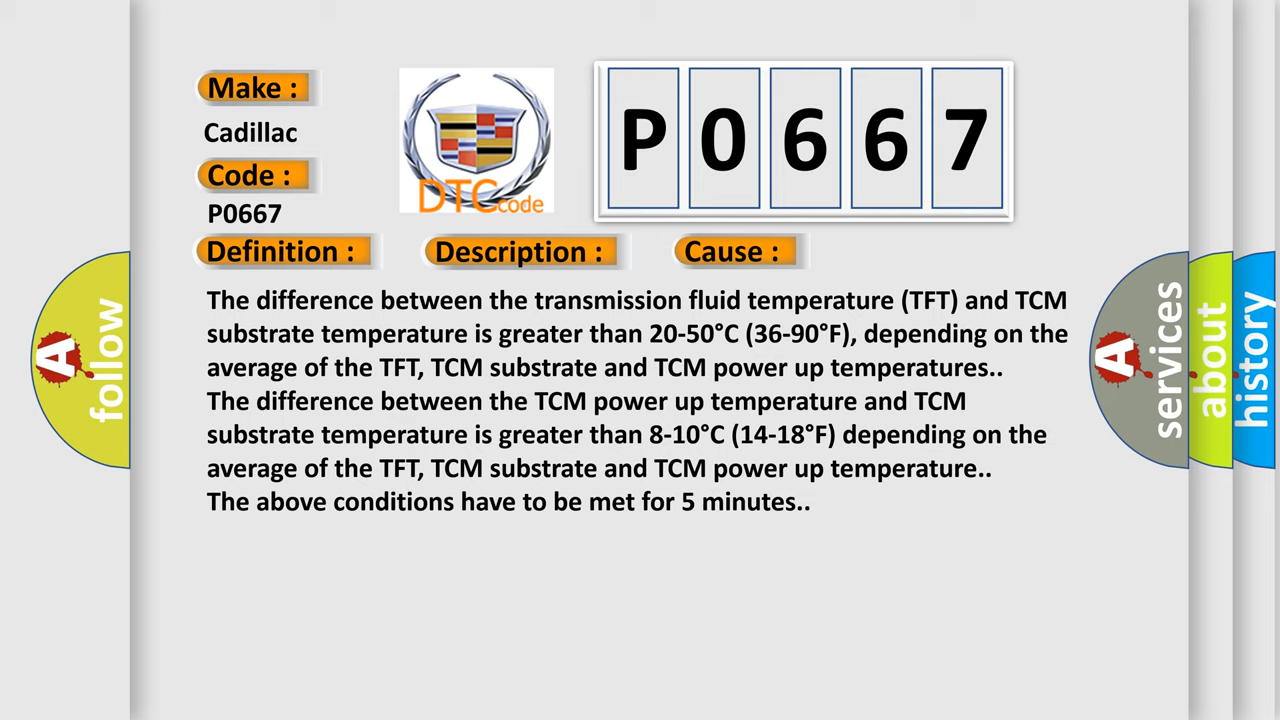 Make :
Cadillac
Code :
P0667
DTCcode
P 0 6 6 7
Definition :
Description :
Cause :
The difference between the transmission fluid temperature (TFT) and TCM
substrate temperature is greater than 20-50°C (36-90°F), depending on the
average of the TFT, TCM substrate and TCM power up temperatures..
The difference between the TCM power up temperature and TCM
substrate temperature is greater than 8-10°C (14-18°F) depending on the
average of the TFT, TCM substrate and TCM power up temperature..
The above conditions have to be met for 5 minutes..
A
follow
A
services
about
history